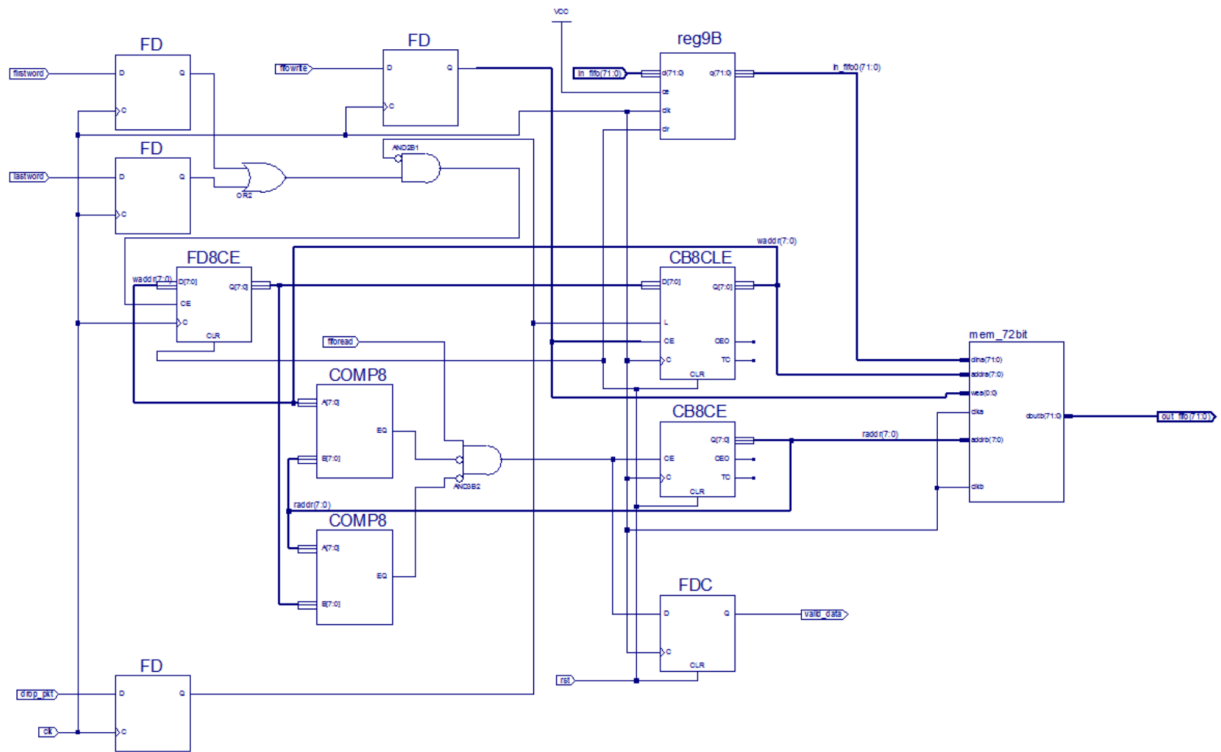 VCC
FD
firstword
D
Q
C
FD
fifowrite
D
Q
C
reg9B
in_fifo(71:0)
d(71:0)
q(71:0)
in_fifo0(71:0)
ce
clk
clr
FD
lastword
D
Q
C
OR2
AND2B1
FD8CE
waddr(7:0)
D[7:0]
Q[7:0]
CE
C
CLR
CB8CLE
waddr(7:0)
D[7:0]
Q[7:0]
L
CE
CEO
C
TC
CLR
fiforead
COMP8
A[7:0]
EQ
B[7:0]
AND3B2
raddr(7:0)
CB8CE
Q[7:0]
raddr(7:0)
CE
CEO
C
TC
CLR
mem_72bit
dina(71:0)
addra(7:0)
wea(0:0)
clka
addrb(7:0)
clkb
doutb(71:0)
out_fifo(71:0)
COMP8
A[7:0]
EQ
B[7:0]
FDC
D
Q
C
CLR
valid_data
rst
FD
drop_pkt
D
Q
clk
C